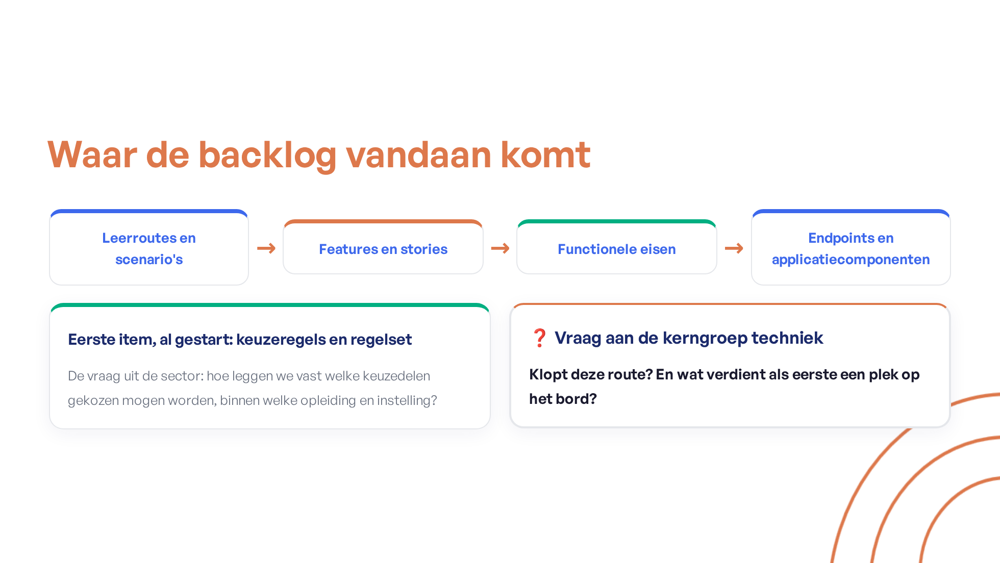 Waar de backlog vandaan komt
Leerroutes en
scenario's
→
Features en stories
→
Functionele eisen
→
Endpoints en
applicatiecomponenten
Eerste item, al gestart: keuzeregels en regelset
De vraag uit de sector: hoe leggen we vast welke keuzedelen
gekozen mogen worden, binnen welke opleiding en instelling?
❓ Vraag aan de kerngroep techniek
Klopt deze route? En wat verdient als eerste een plek op
het bord?